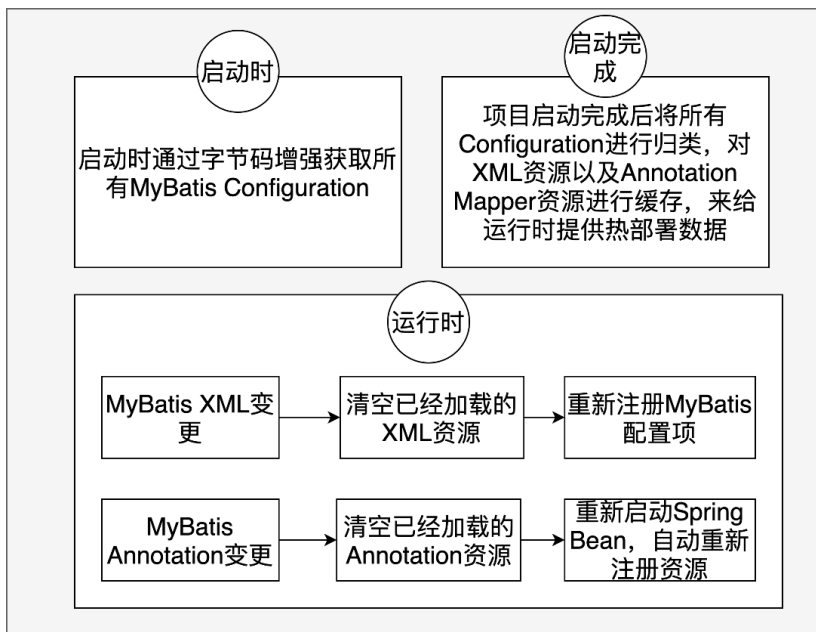 启动时
启动时通过字节码增强获取所
有MyBatis Configuration
启动完
成
项目启动完成后将所有
Configuration进行归类，对
XML资源以及Annotation
Mapper资源进行缓存，来给
运行时提供热部署数据
运行时
MyBatis XML变
更
清空已经加载的
XML资源
重新注册MyBatis
配置项
MyBatis
Annotation变更
清空已经加载的
Annotation资源
重新启动Spring
Bean，自动重新
注册资源